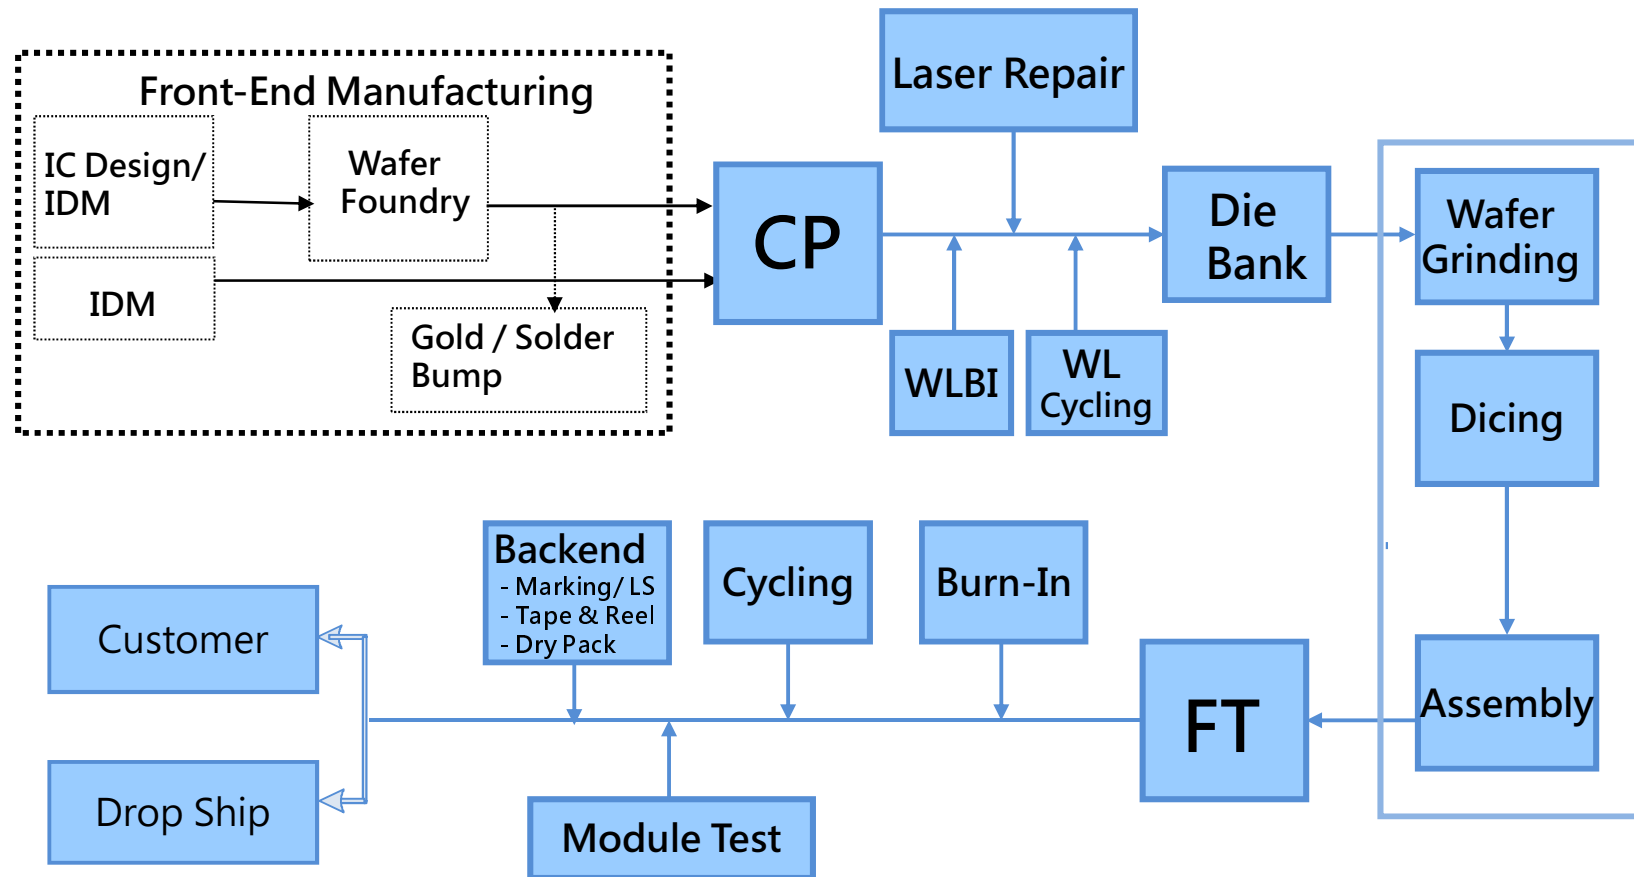 Front-End Manufacturing
IC Design/
IDM
Wafer
Foundry
IDM
Gold / Solder
Bump
CP
Laser Repair
WLBI
WL
Cycling
Die
Bank
Wafer
Grinding
Dicing
Assembly
FT
Burn-In
Cycling
Backend
- Marking/ LS
- Tape & Reel
- Dry Pack
Module Test
Customer
Drop Ship